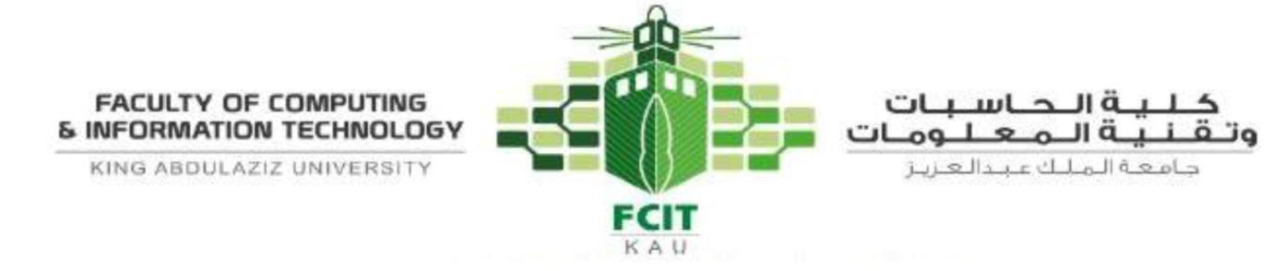 FACULTY OF COMPUTING
& INFORMATION TECHNOLOGY
KING ABDULAZIZ UNIVERSITY
FCIT
KAU
كلية الحاسبات
وتقنية المعلومات
جامعة الملك عبدالعزيز